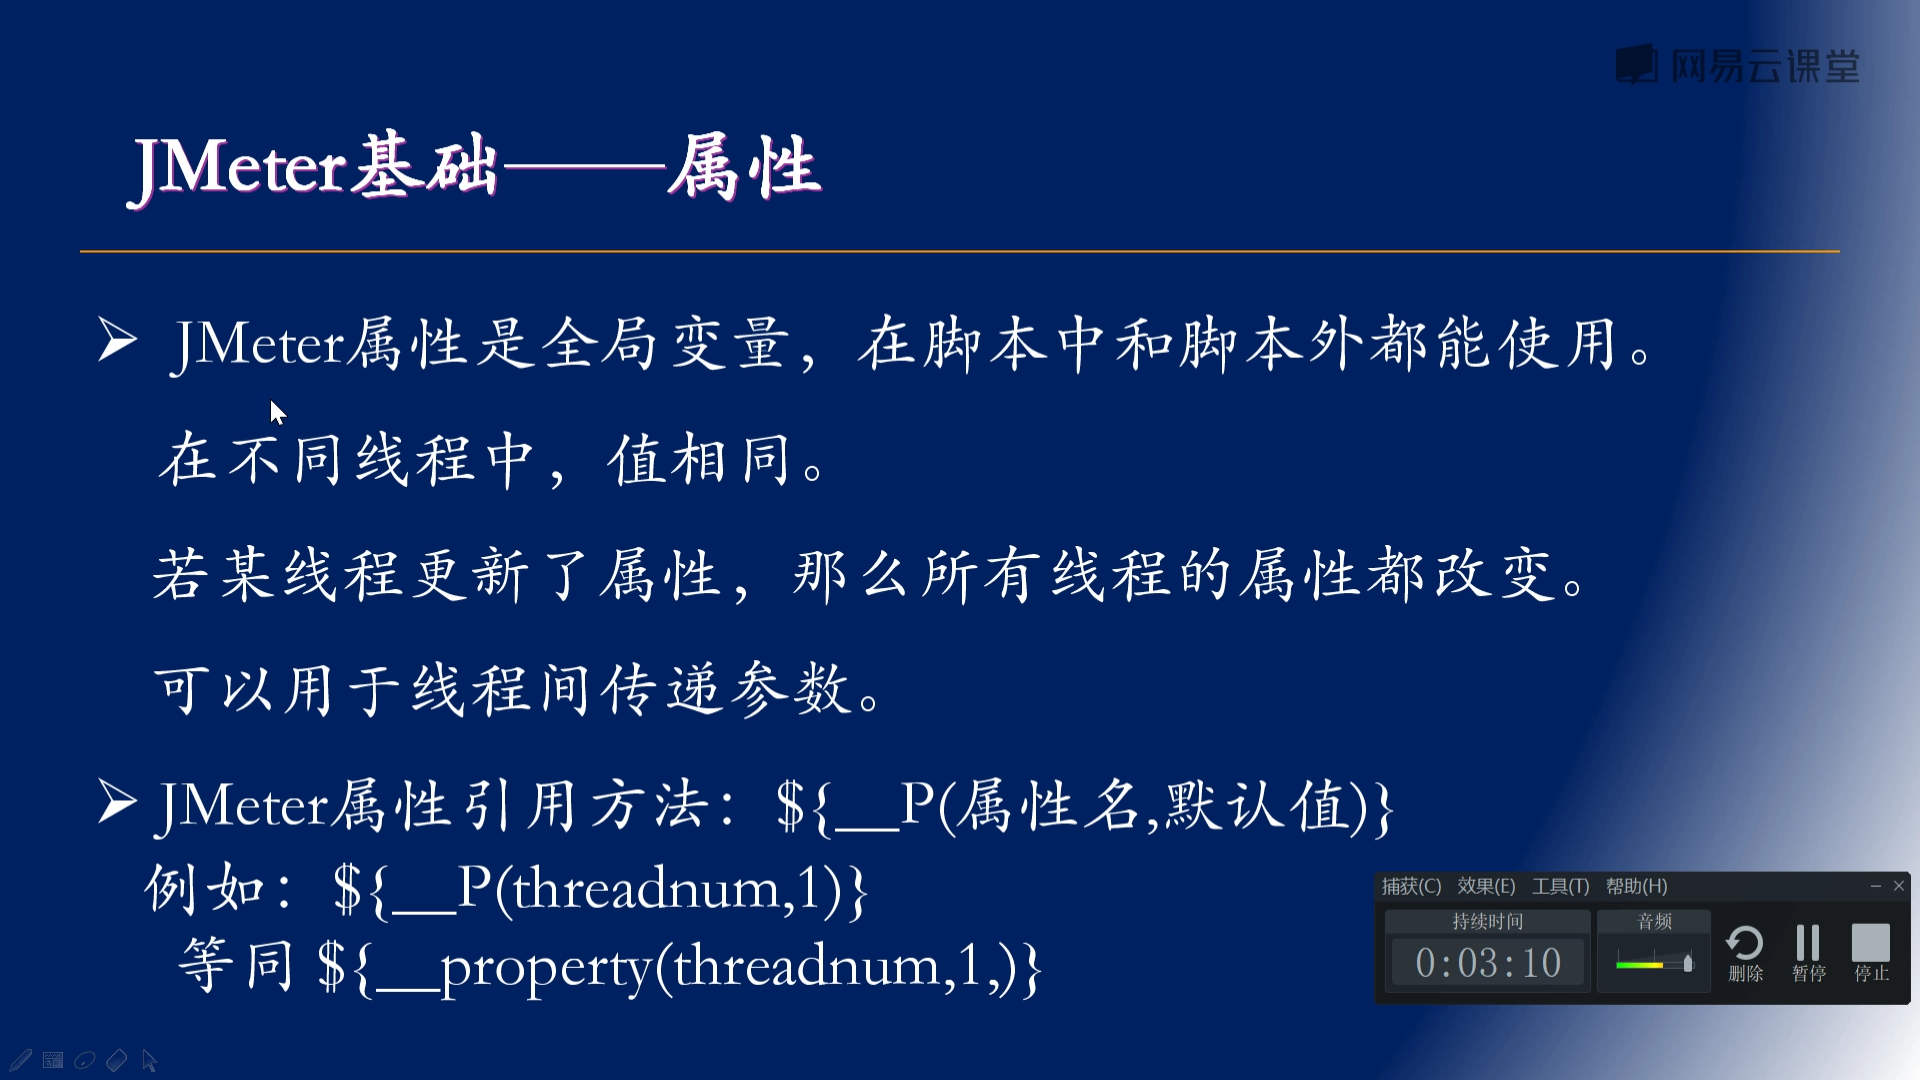 网易云课堂
JMeter基础——属性
➢ JMeter属性是全局变量，在脚本中和脚本外都能使用。
在不同线程中，值相同。
若某线程更新了属性，那么所有线程的属性都改变。
可以用于线程间传递参数。
➢ JMeter属性引用方法：${__P(属性名,默认值)}
例如：${__P(threadnum,1)}
等同 ${__property(threadnum,1,)}
捕获(C) 效果(E) 工具(T) 帮助(H)
持续时间 音频
0:03:10
删除 暂停 停止